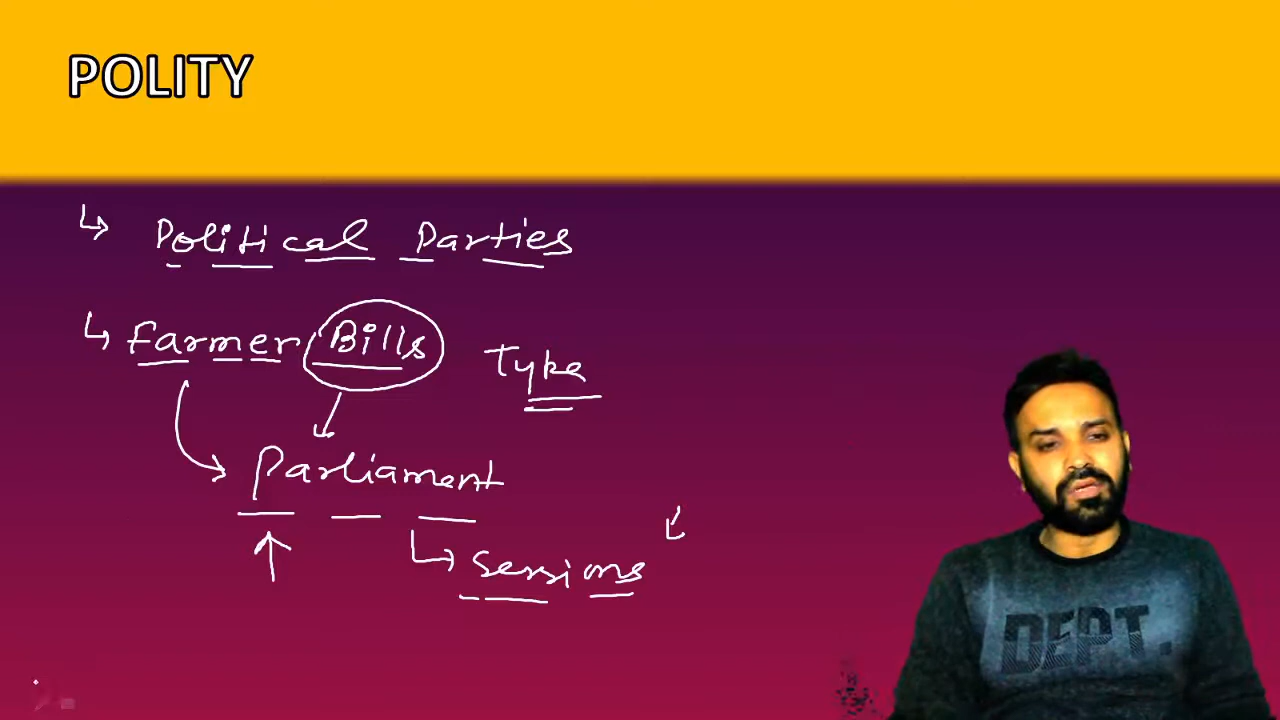 POLITY
Political Parties
Farmer Bills Type
Parliament
Sessions
DEPT.